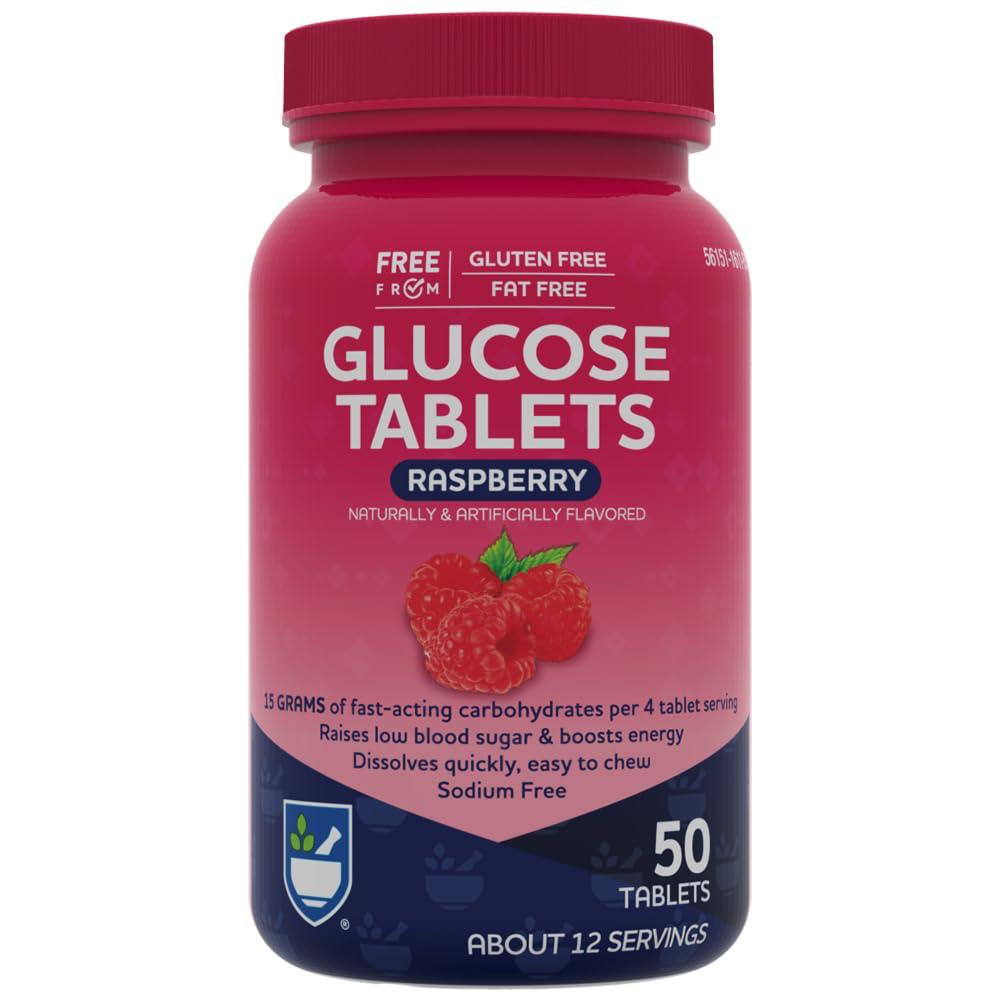 FREE FROM
GLUTEN FREE
FAT FREE
GLUCOSE
TABLETS
RASPBERRY
NATURALLY & ARTIFICIALLY FLAVORED
15 GRAMS of fast-acting carbohydrates per 4 tablet serving
Raises low blood sugar & boosts energy
Dissolves quickly, easy to chew
Sodium Free
50
TABLETS
ABOUT 12 SERVINGS
®